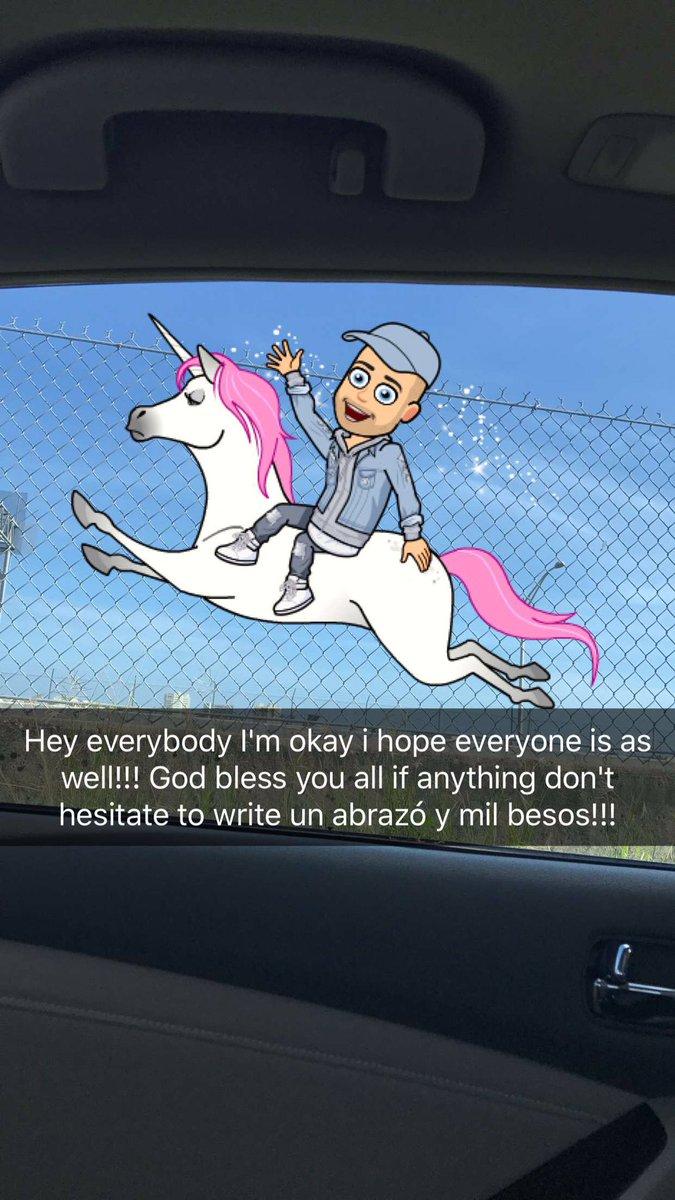 Hey everybody I'm okay i hope everyone is as
well!!! God bless you all if anything don't
hesitate to write un abrazó y mil besos!!!